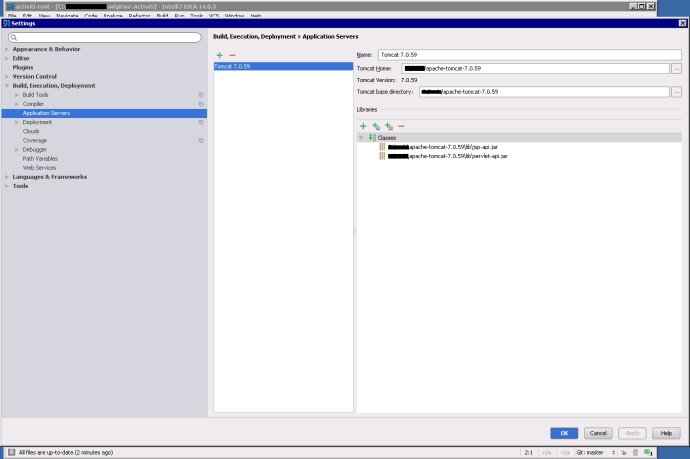 activiti-root - [C:\ \wfgitws\Activiti] - IntelliJ IDEA 14.0.3
File Edit View Navigate Code Analyze Refactor Build Run Tools VCS Window Help
Settings
Appearance & Behavior
Editor
Plugins
Version Control
Build, Execution, Deployment
Build Tools
Compiler
Application Servers
Deployment
Clouds
Coverage
Debugger
Path Variables
Web Services
Languages & Frameworks
Tools
Build, Execution, Deployment > Application Servers
Tomcat 7.0.59
Name: Tomcat 7.0.59
Tomcat Home: /apache-tomcat-7.0.59 ...
Tomcat Version: 7.0.59
Tomcat base directory: /apache-tomcat-7.0.59 ...
Libraries
Classes
apache-tomcat-7.0.59\lib\jsp-api.jar
apache-tomcat-7.0.59\lib\servlet-api.jar
OK Cancel Apply Help
All files are up-to-date (2 minutes ago) 2:1 n/a n/a Git: master 1